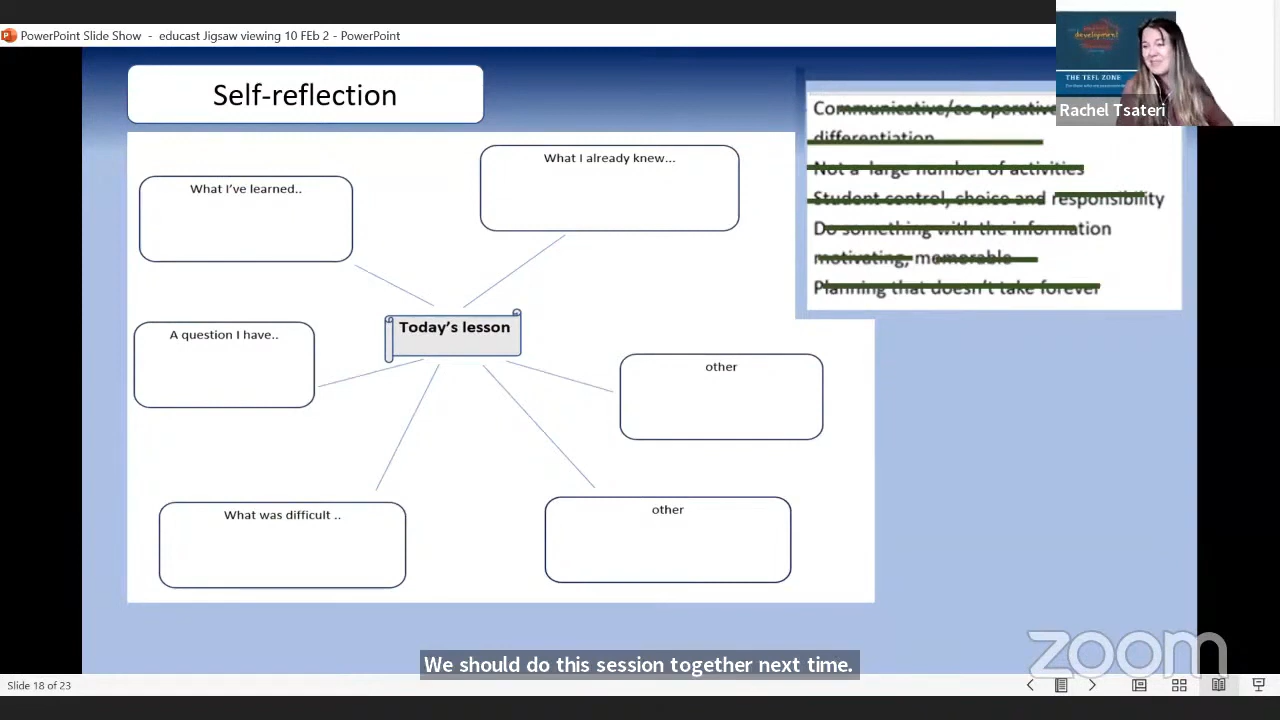 PowerPoint Slide Show - educast Jigsaw viewing 10 FEb 2 - PowerPoint
Self-reflection
What I've learned..
What I already knew...
A question I have..
Today's lesson
other
What was difficult ..
other
Communicative/co-operative
differentiation
Not a large number of activities
Student control, choice and responsibility
Do something with the information
motivating, memorable
Planning that doesn't take forever
development
THE TEFL ZONE
Rachel Tsateri
We should do this session together next time.
zoom
Slide 18 of 23